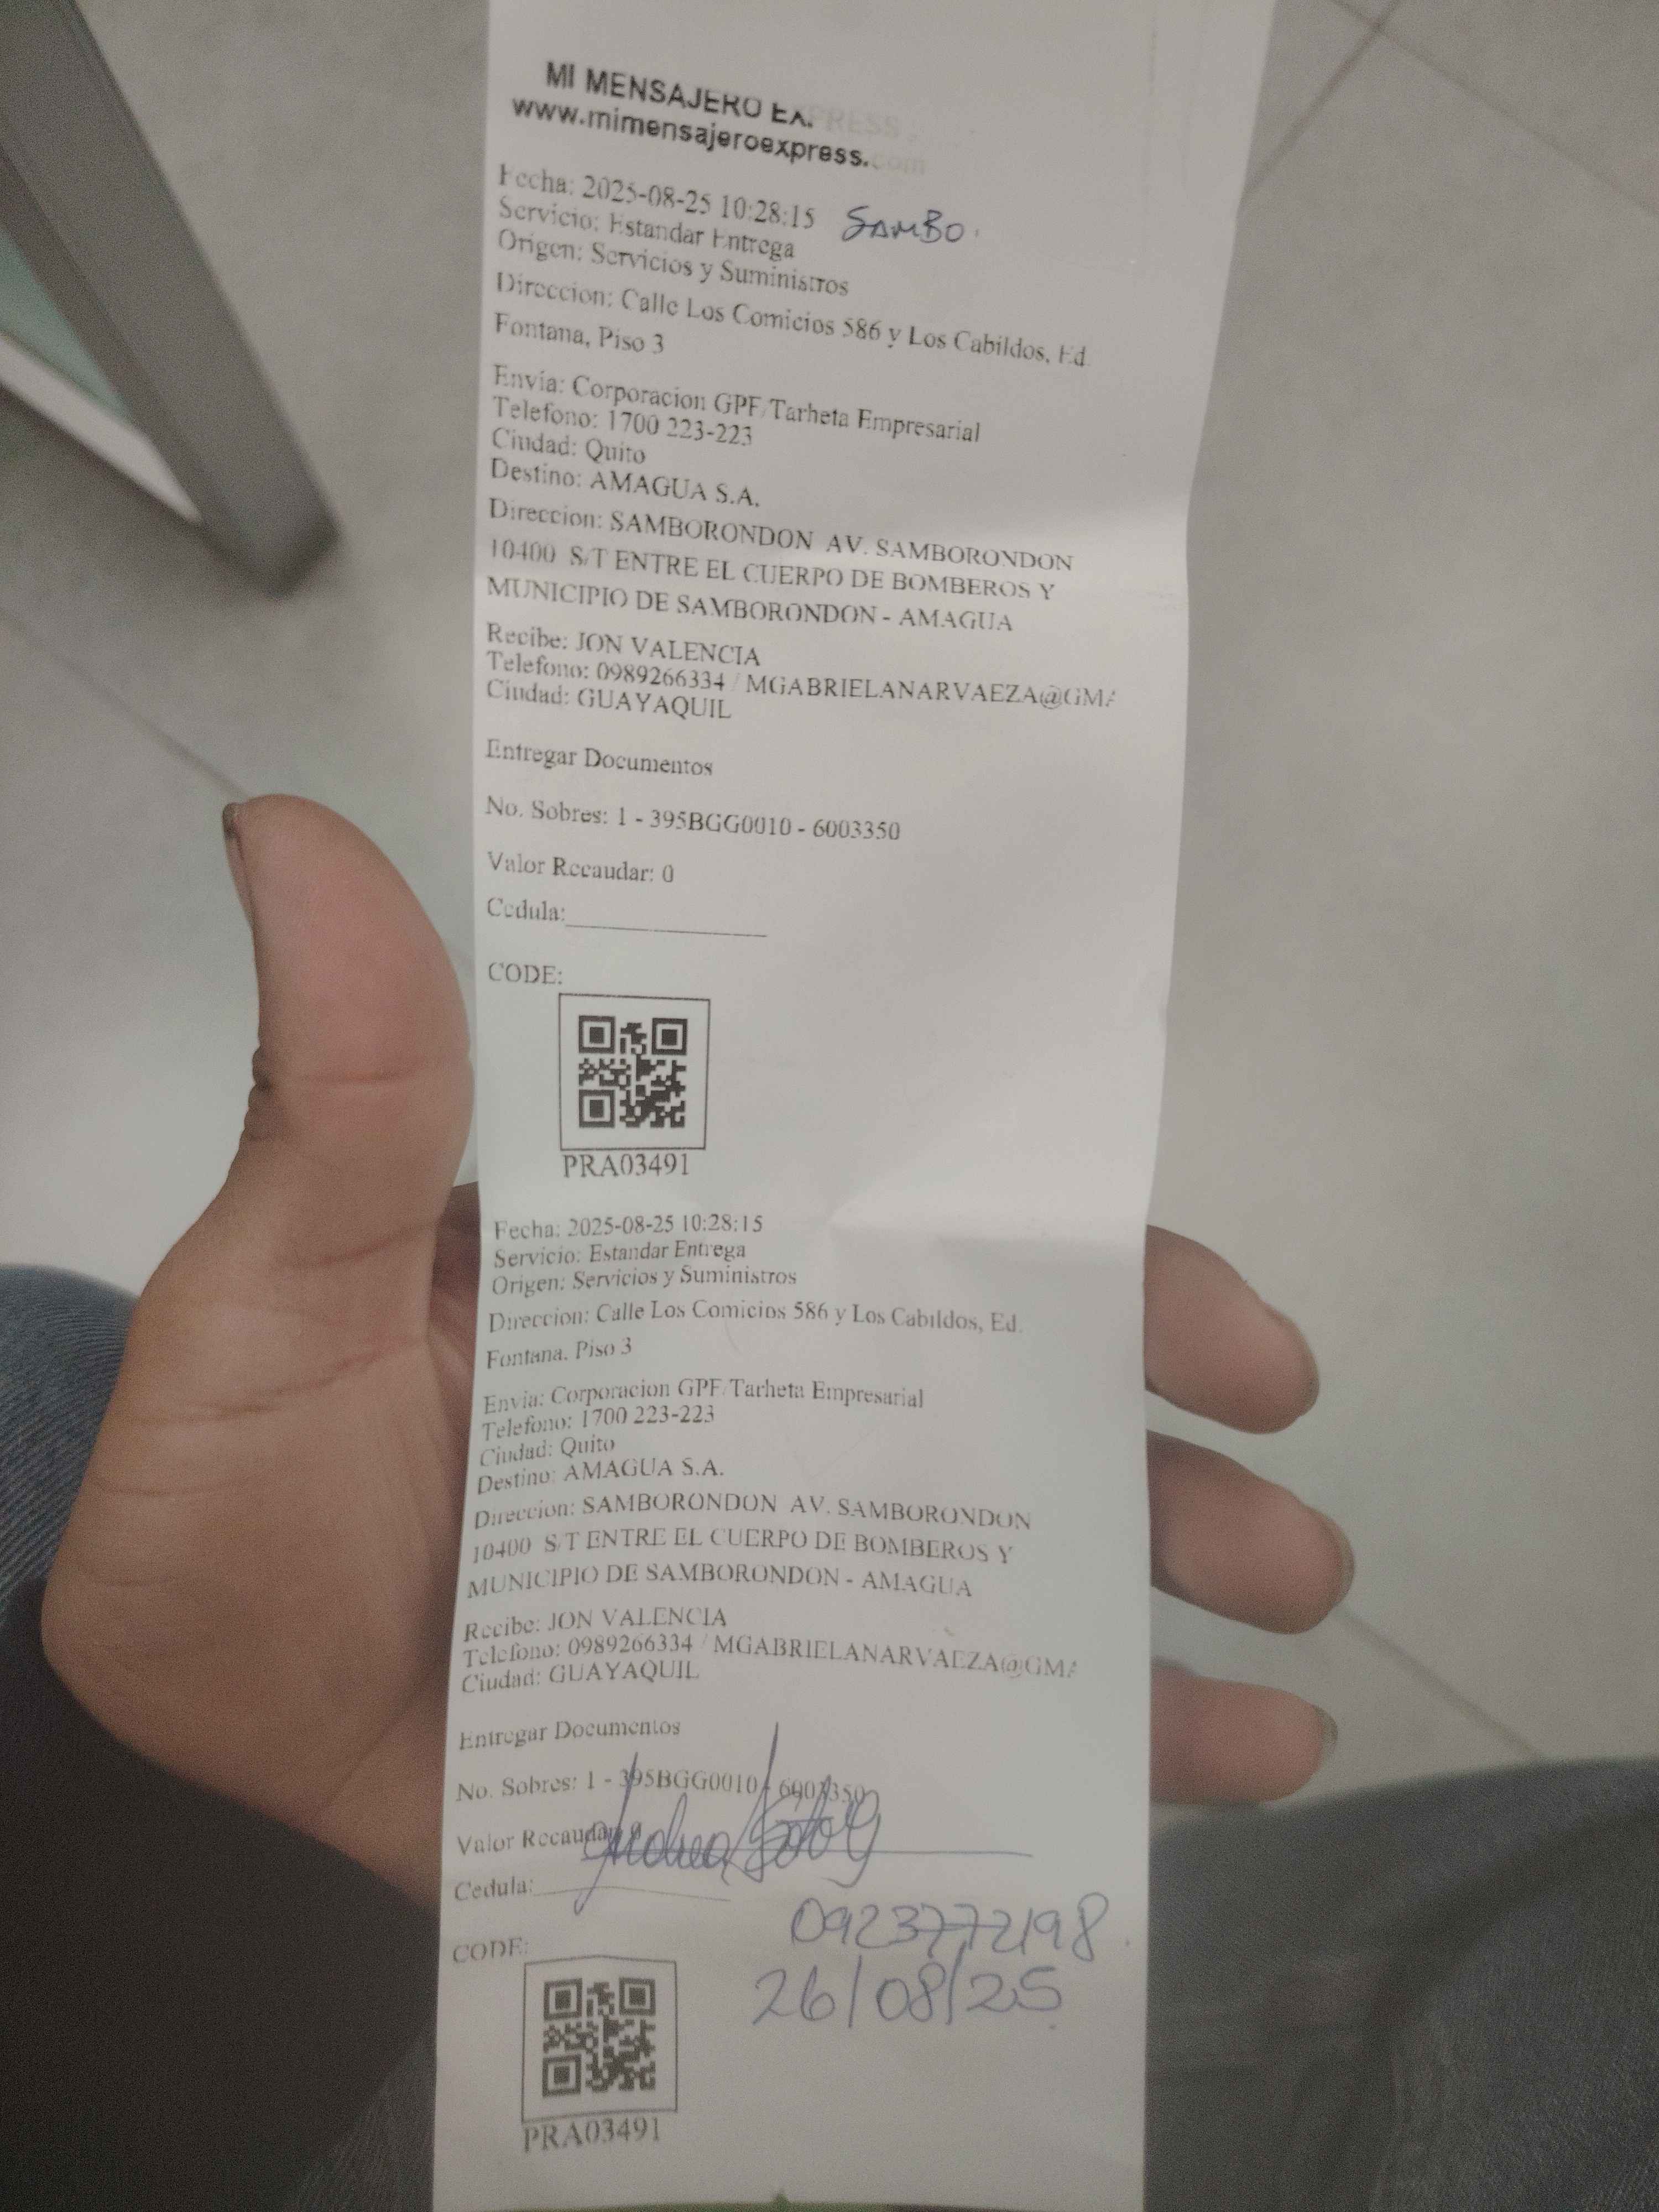 MI MENSAJERO EXPRESS
www.mimensajeroexpress.com
Fecha: 2025-08-25 10:28:15 SAMBO.
Servicio: Estandar Entrega
Origen: Servicios y Suministros
Direccion: Calle Los Comicios 586 y Los Cabildos, Ed.
Fontana, Piso 3
Envia: Corporacion GPF/Tarheta Empresarial
Telefono: 1700 223-223
Ciudad: Quito
Destino: AMAGUA S.A.
Direccion: SAMBORONDON AV. SAMBORONDON
10400 S/T ENTRE EL CUERPO DE BOMBEROS Y
MUNICIPIO DE SAMBORONDON - AMAGUA
Recibe: JON VALENCIA
Telefono: 0989266334 / MGABRIELANARVAEZA@GMA
Ciudad: GUAYAQUIL
Entregar Documentos
No. Sobres: 1 - 395BGG0010 - 6003350
Valor Recaudar: 0
Cedula:
CODE:
PRA03491
Fecha: 2025-08-25 10:28:15
Servicio: Estandar Entrega
Origen: Servicios y Suministros
Direccion: Calle Los Comicios 586 y Los Cabildos, Ed.
Fontana, Piso 3
Envia: Corporacion GPF/Tarheta Empresarial
Telefono: 1700 223-223
Ciudad: Quito
Destino: AMAGUA S.A.
Direccion: SAMBORONDON AV. SAMBORONDON
10400 S/T ENTRE EL CUERPO DE BOMBEROS Y
MUNICIPIO DE SAMBORONDON - AMAGUA
Recibe: JON VALENCIA
Telefono: 0989266334 / MGABRIELANARVAEZA@GMA
Ciudad: GUAYAQUIL
Entregar Documentos
No. Sobres: 1 - 395BGG0010 - 6003350
Valor Recaudar: 0
Cedula:
0923772198
CODE:
26/08/25
PRA03491